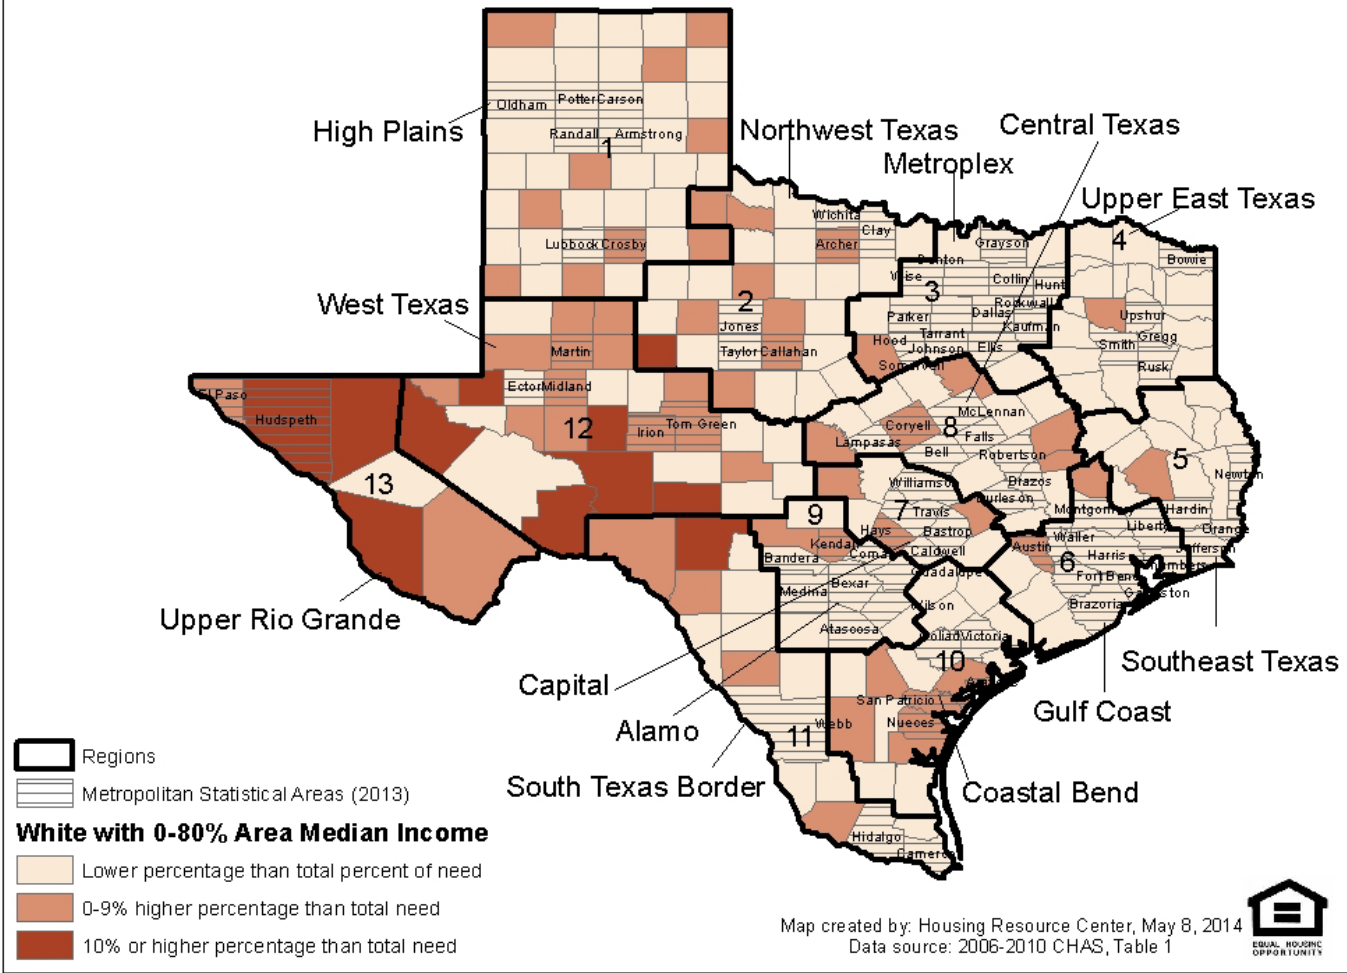 High Plains
Northwest Texas
Central Texas
Metroplex
Upper East Texas
West Texas
Upper Rio Grande
Capital
Alamo
South Texas Border
Southeast Texas
Gulf Coast
Coastal Bend
1
2
3
4
5
6
7
8
9
10
11
12
13
Oldham
Potter
Carson
Randall
Armstrong
Lubbock
Crosby
Wichita
Clay
Archer
Jones
Taylor
Callahan
Grayson
Denton
Wise
Collin
Hunt
Rockwall
Dallas
Parker
Tarrant
Kaufman
Hood
Johnson
Ellis
Somervell
Bowie
Upshur
Gregg
Smith
Rusk
Martin
Ector
Midland
Irion
Tom Green
El Paso
Hudspeth
McLennan
Coryell
Falls
Lampasas
Bell
Robertson
Brazos
Burleson
Williamson
Travis
Bastrop
Hays
Caldwell
Newton
Hardin
Orange
Jefferson
Montgomery
Liberty
Waller
Austin
Harris
Chambers
Fort Bend
Galveston
Brazoria
Kendall
Comal
Bandera
Guadalupe
Bexar
Medina
Wilson
Atascosa
Goliad
Victoria
Aransas
San Patricio
Nueces
Webb
Hidalgo
Cameron
Regions
Metropolitan Statistical Areas (2013)
White with 0-80% Area Median Income
Lower percentage than total percent of need
0-9% higher percentage than total need
10% or higher percentage than total need
Map created by: Housing Resource Center, May 8, 2014
Data source: 2006-2010 CHAS, Table 1
EQUAL HOUSING
OPPORTUNITY